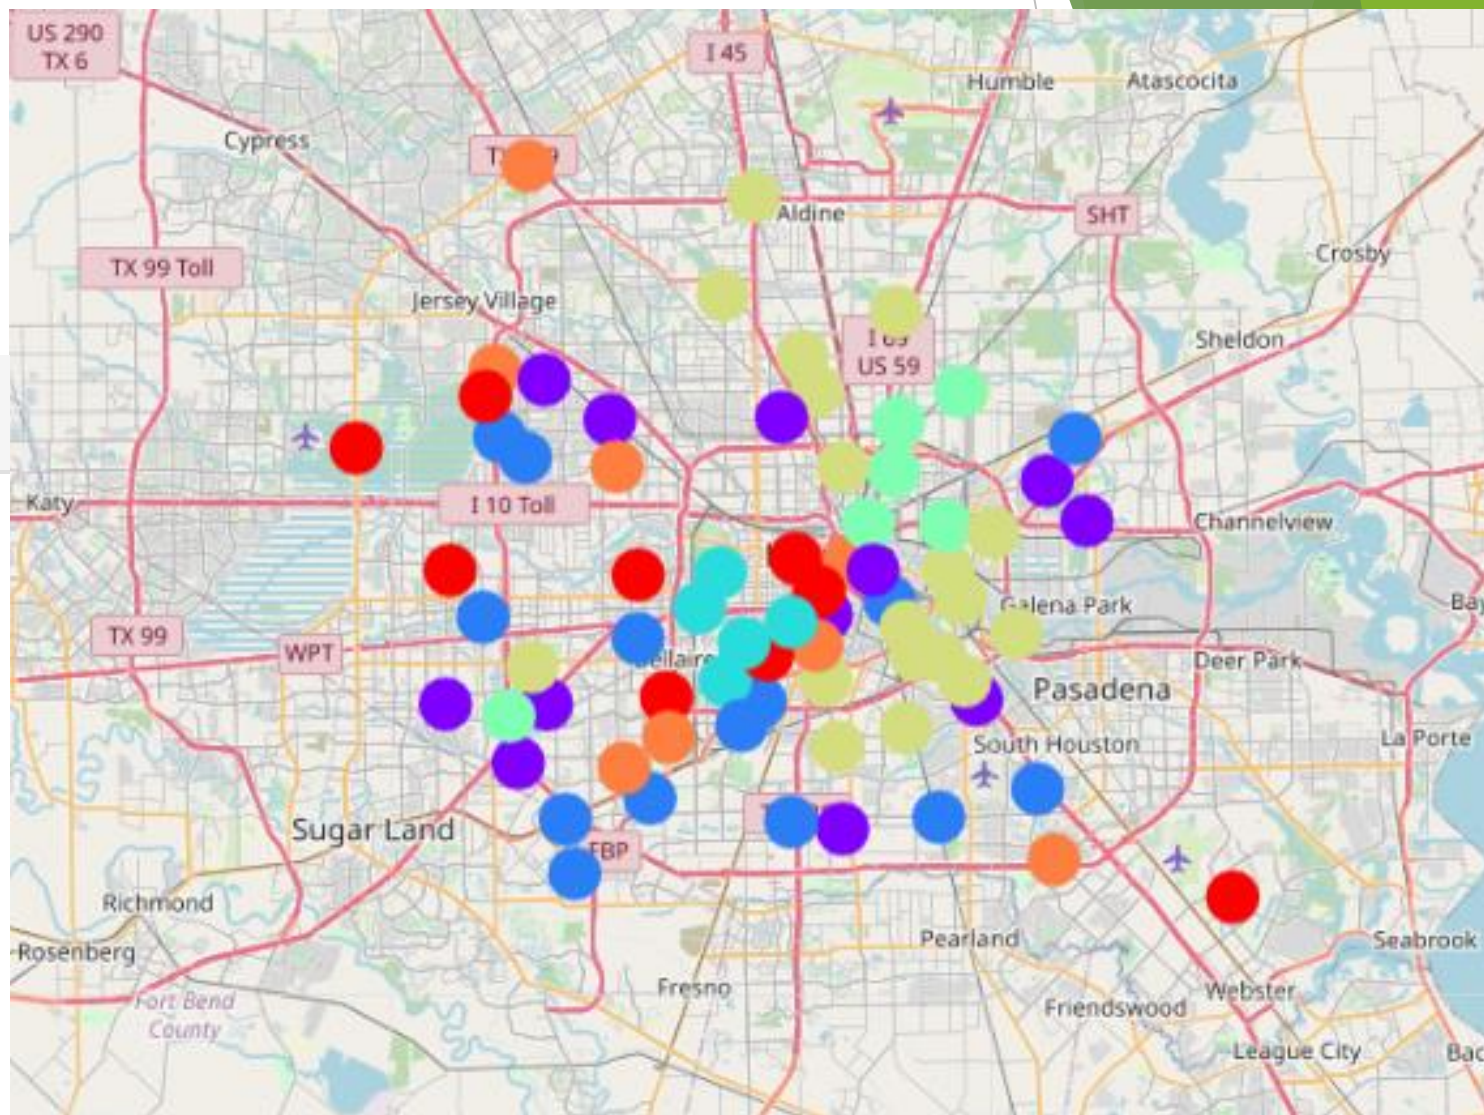 US 290
TX 6
I 45
Humble
Atascocita
Cypress
Aldine
SHT
TX 99 Toll
Crosby
Jersey Village
Sheldon
US 59
Katy
I 10 Toll
Channelview
Galena Park
TX 99
WPT
Deer Park
Pasadena
South Houston
La Porte
Sugar Land
FBP
Richmond
Rosenberg
Pearland
Seabrook
Fresno
Webster
Fort Bend
County
Friendswood
League City